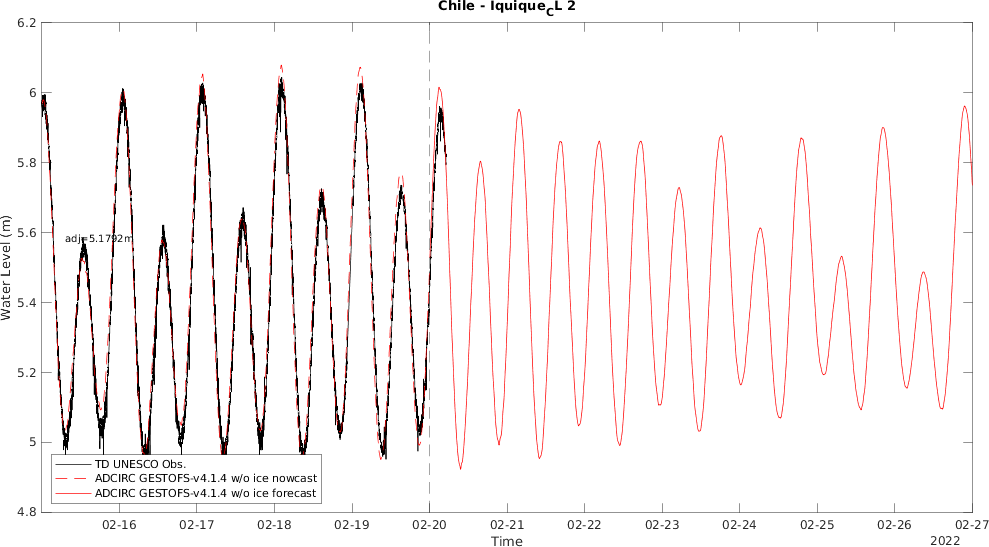 Chile - Iquique_CL 2
6.2
6
5.8
5.6
5.4
5.2
5
4.8
Water Level (m)
adj=5.1792m
TD UNESCO Obs.
ADCIRC GESTOFS-v4.1.4 w/o ice nowcast
ADCIRC GESTOFS-v4.1.4 w/o ice forecast
02-16 02-17 02-18 02-19 02-20 02-21 02-22 02-23 02-24 02-25 02-26 02-27
Time
2022